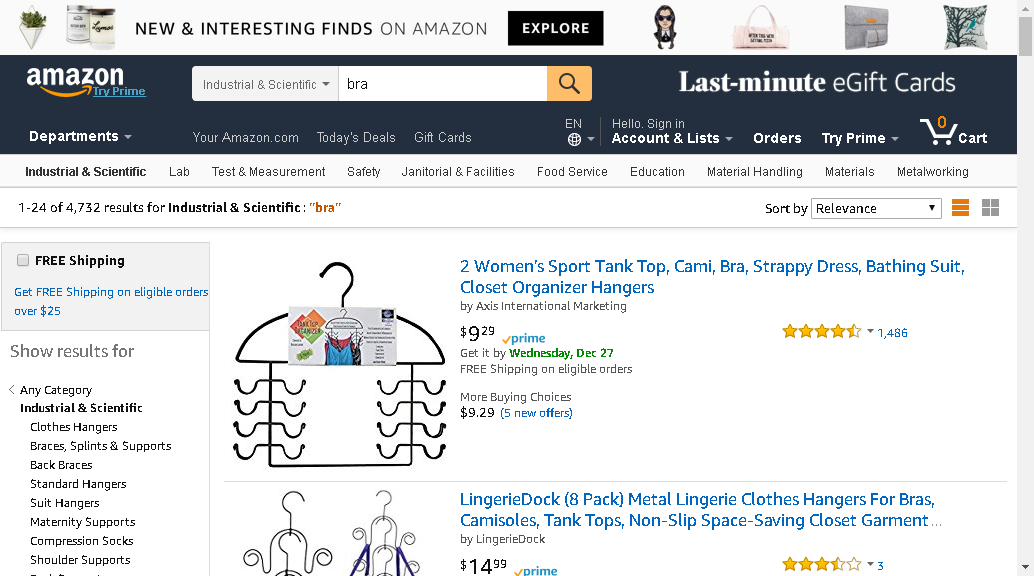 NEW & INTERESTING FINDS ON AMAZON EXPLORE
amazon
Try Prime
Industrial & Scientific bra
Last-minute eGift Cards
Departments
Your Amazon.com Today's Deals Gift Cards
EN
Hello. Sign in
Account & Lists Orders Try Prime 0 Cart
Industrial & Scientific Lab Test & Measurement Safety Janitorial & Facilities Food Service Education Material Handling Materials Metalworking
1-24 of 4,732 results for Industrial & Scientific : "bra"
Sort by Relevance
FREE Shipping
Get FREE Shipping on eligible orders
over $25
Show results for
Any Category
Industrial & Scientific
Clothes Hangers
Braces, Splints & Supports
Back Braces
Standard Hangers
Suit Hangers
Maternity Supports
Compression Socks
Shoulder Supports
TANK TOP
ORGANIZER
2 Women's Sport Tank Top, Cami, Bra, Strappy Dress, Bathing Suit,
Closet Organizer Hangers
by Axis International Marketing
$9 29 prime
1,486
Get it by Wednesday, Dec 27
FREE Shipping on eligible orders
More Buying Choices
$9.29 (5 new offers)
LingerieDock (8 Pack) Metal Lingerie Clothes Hangers For Bras,
Camisoles, Tank Tops, Non-Slip Space-Saving Closet Garment ...
by LingerieDock
$14 99 prime
3